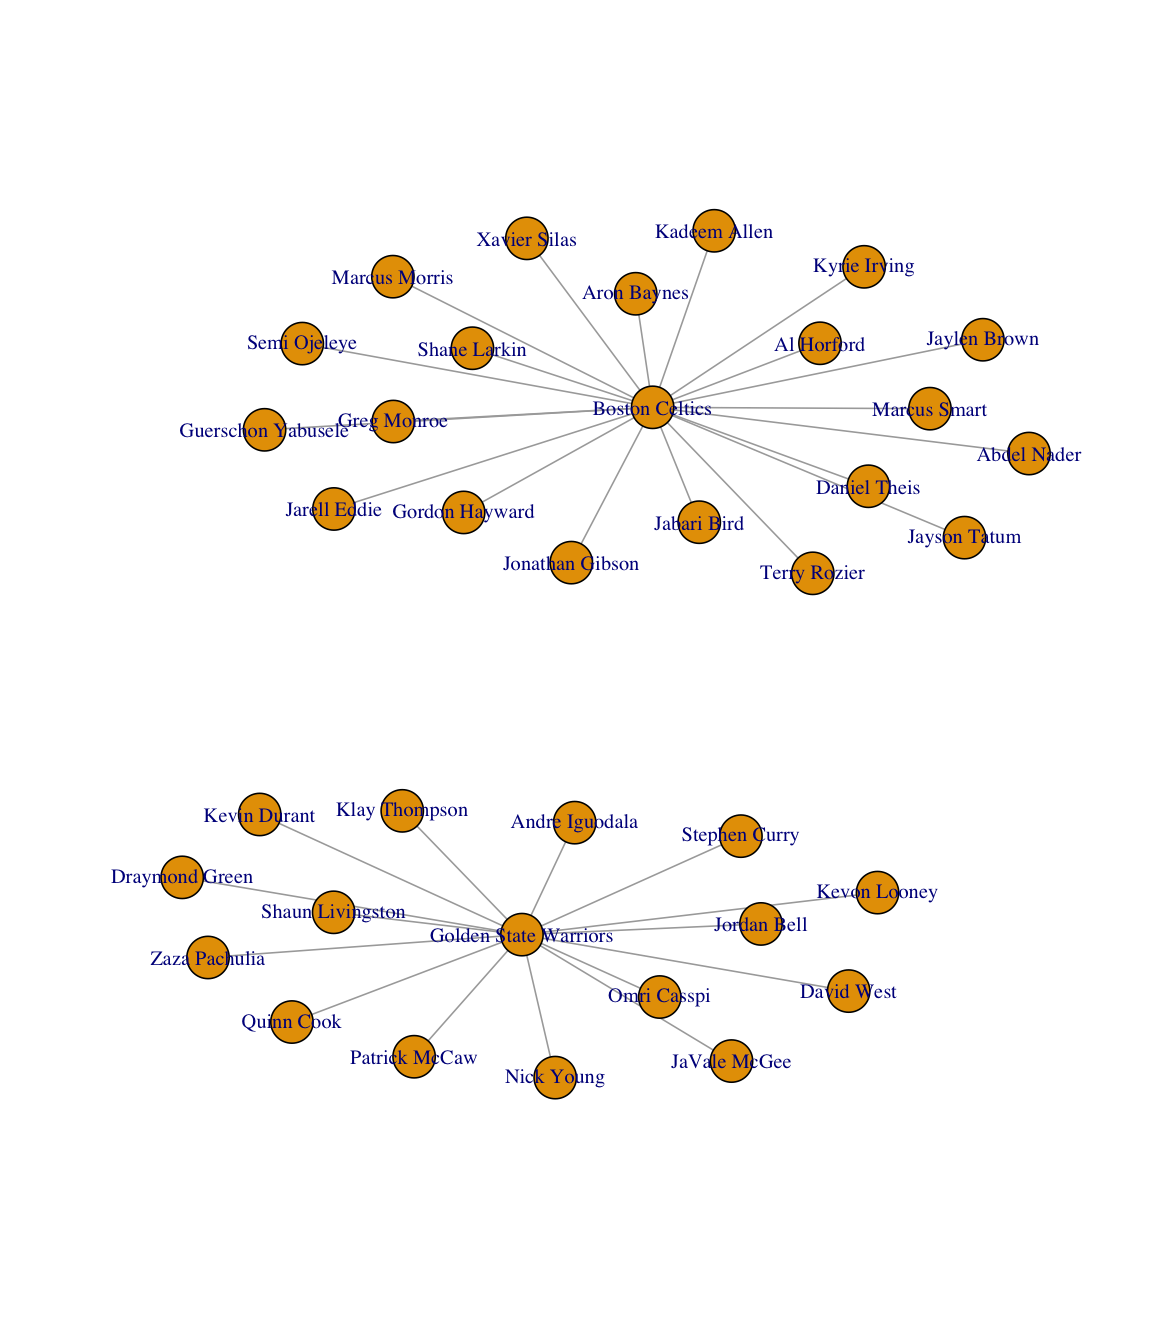 Kadeem Allen
Xavier Silas
Kyrie Irving
Marcus Morris
Aron Baynes
Jaylen Brown
Semi Ojeleye
Al Horford
Shane Larkin
Boston Celtics
Marcus Smart
Greg Monroe
Guerschon Yabusele
Abdel Nader
Daniel Theis
Jarell Eddie
Gordon Hayward
Jabari Bird
Jayson Tatum
Jonathan Gibson
Terry Rozier
Klay Thompson
Kevin Durant
Andre Iguodala
Stephen Curry
Draymond Green
Kevon Looney
Shaun Livingston
Jordan Bell
Golden State Warriors
Zaza Pachulia
David West
Omri Casspi
Quinn Cook
Patrick McCaw
JaVale McGee
Nick Young